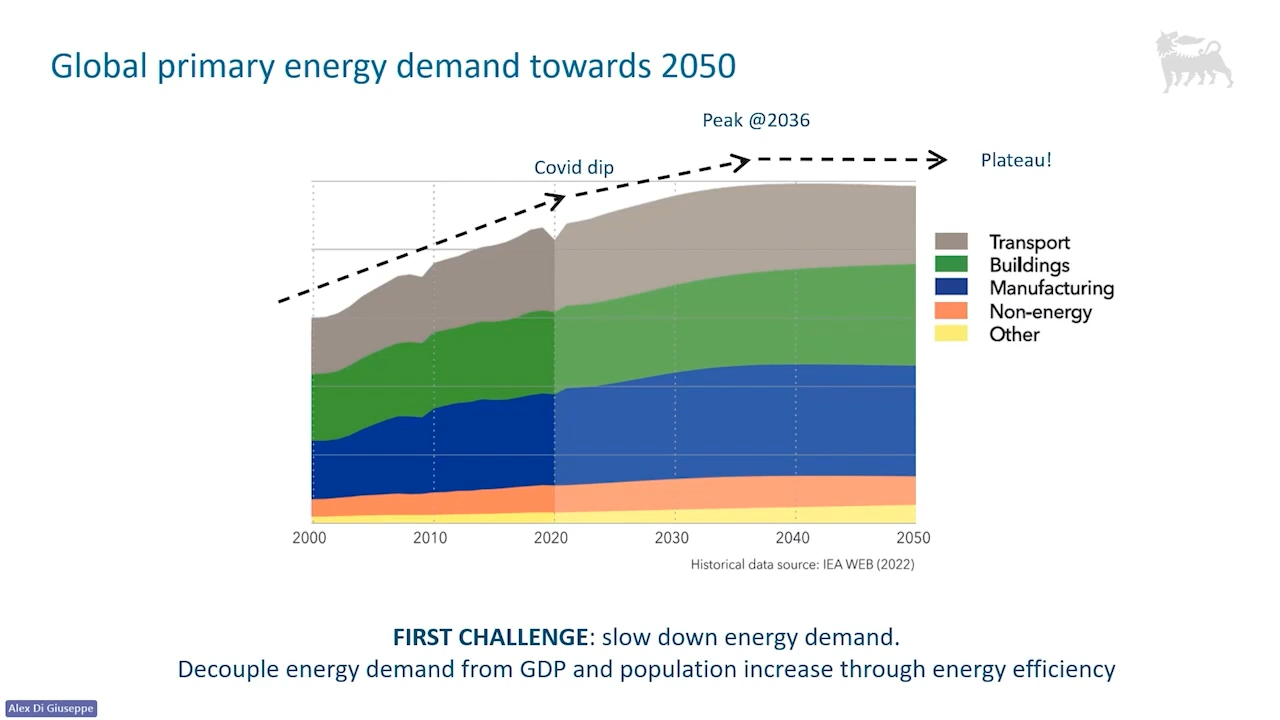 Global primary energy demand towards 2050
Peak @2036
Covid dip
Plateau!
Transport
Buildings
Manufacturing
Non-energy
Other
2000 2010 2020 2030 2040 2050
Historical data source: IEA WEB (2022)
FIRST CHALLENGE: slow down energy demand.
Decouple energy demand from GDP and population increase through energy efficiency
Alex Di Giuseppe